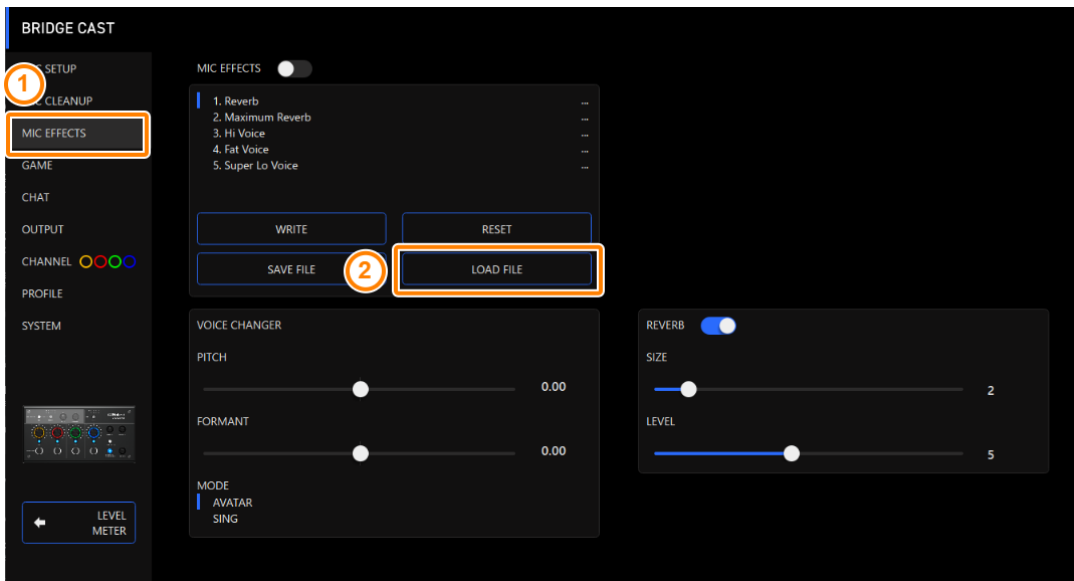 BRIDGE CAST
SETUP
1
CLEANUP
MIC EFFECTS
GAME
CHAT
OUTPUT
CHANNEL
PROFILE
SYSTEM
LEVEL
METER
MIC EFFECTS
1. Reverb ...
2. Maximum Reverb ...
3. Hi Voice ...
4. Fat Voice ...
5. Super Lo Voice ...
WRITE RESET
SAVE FILE 2 LOAD FILE
VOICE CHANGER
PITCH
0.00
FORMANT
0.00
MODE
AVATAR
SING
REVERB
SIZE
2
LEVEL
5